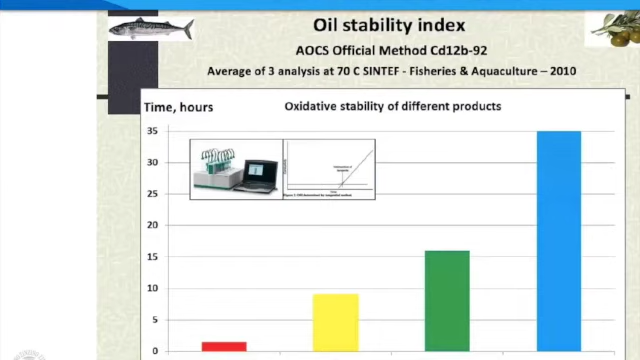 Oil stability index
AOCS Official Method Cd12b-92
Average of 3 analysis at 70 C SINTEF - Fisheries & Aquaculture – 2010
Time, hours
Oxidative stability of different products
35
30
25
20
15
10
5
0